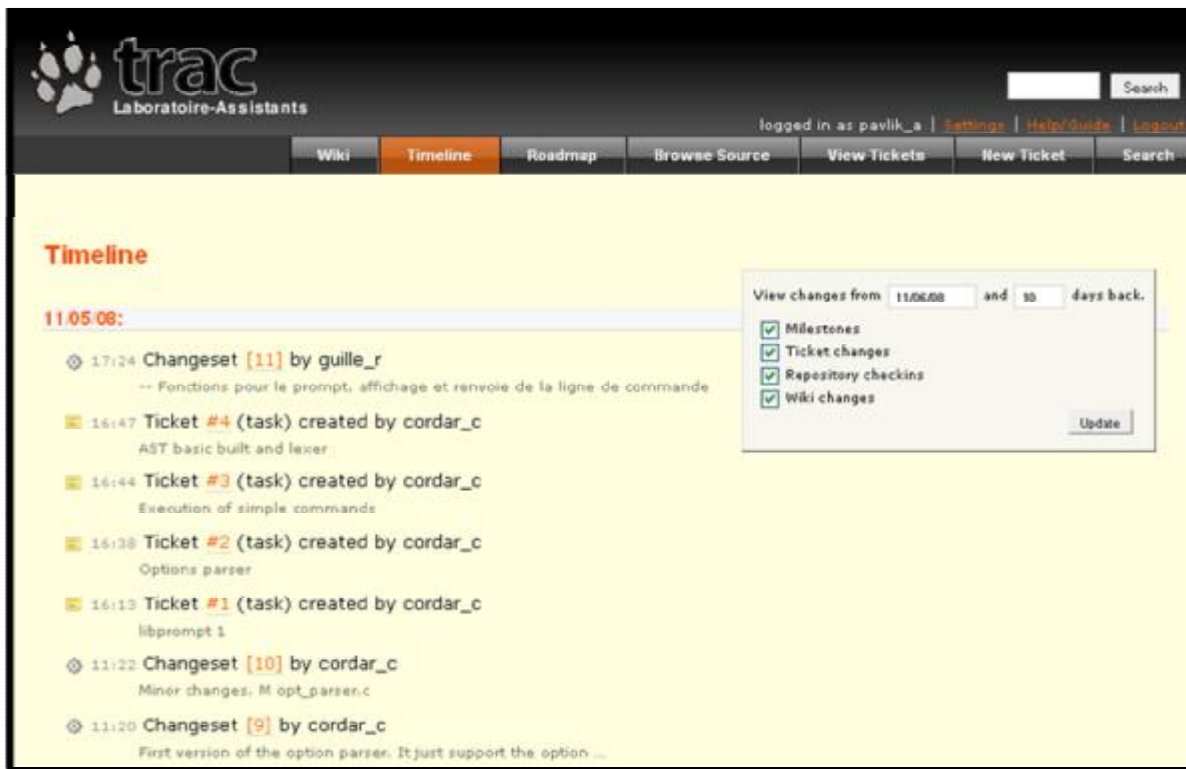 trac
Laboratoire-Assistants
Search
logged in as pavlik_a | Settings | Help/Guide | Logout
Wiki Timeline Roadmap Browse Source View Tickets New Ticket Search
Timeline
View changes from 11/06/08 and 10 days back.
Milestones
Ticket changes
Repository checkins
Wiki changes
Update
11/05/08:
17:24 Changeset [11] by guille_r
-- Fonctions pour le prompt, affichage et renvoie de la ligne de commande
16:47 Ticket #4 (task) created by cordar_c
AST basic built and lexer
16:44 Ticket #3 (task) created by cordar_c
Execution of simple commands
16:38 Ticket #2 (task) created by cordar_c
Options parser
16:13 Ticket #1 (task) created by cordar_c
libprompt 1
11:22 Changeset [10] by cordar_c
Minor changes. M opt_parser.c
11:20 Changeset [9] by cordar_c
First version of the option parser. It just support the option ...